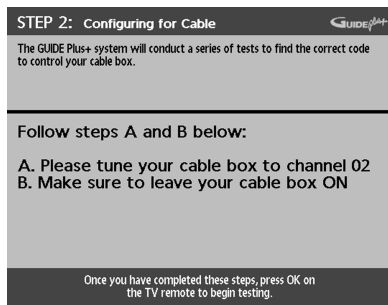 STEP 2: Configuring for Cable
GUIDE plus+
The GUIDE Plus+ system will conduct a series of tests to find the correct code
to control your cable box.
Follow steps A and B below:
A. Please tune your cable box to channel 02
B. Make sure to leave your cable box ON
Once you have completed these steps, press OK on
the TV remote to begin testing.